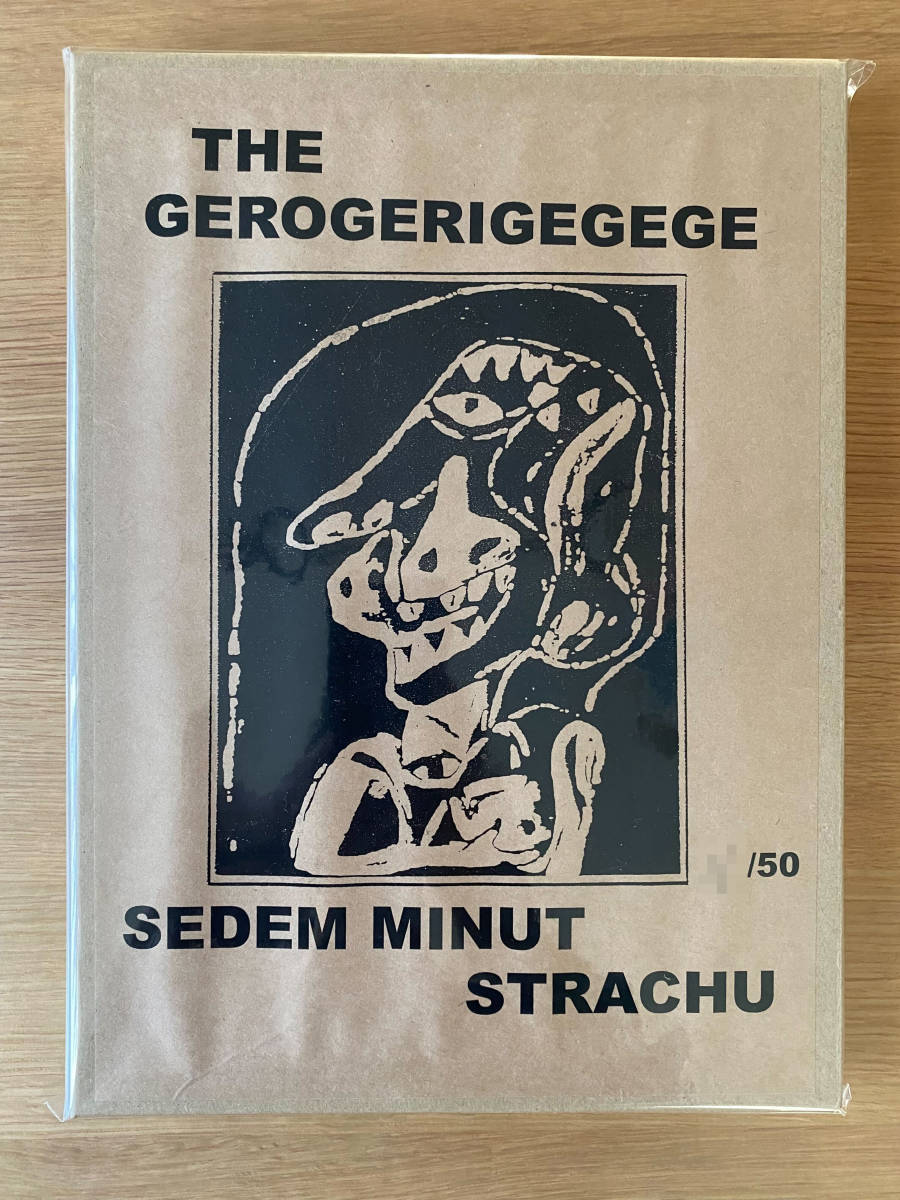 THE
GEROGERIGEGEGE
/50
SEDEM MINUT
STRACHU